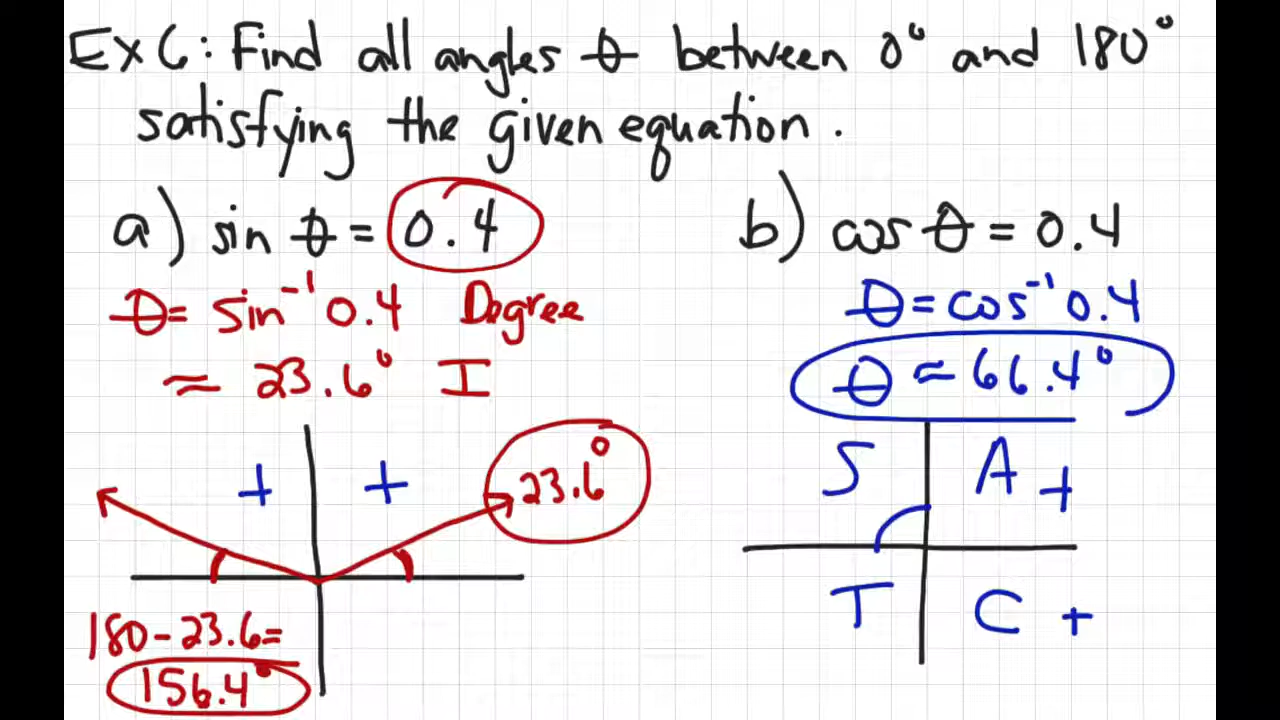 Ex 6: Find all angles θ between 0° and 180°
satisfying the given equation.
a) sin θ = 0.4
θ = sin⁻¹ 0.4 Degree
≈ 23.6° I
+ +
23.6°
180 - 23.6 =
156.4°
b) cos θ = 0.4
θ = cos⁻¹ 0.4
θ ≈ 66.4°
S A +
T C +